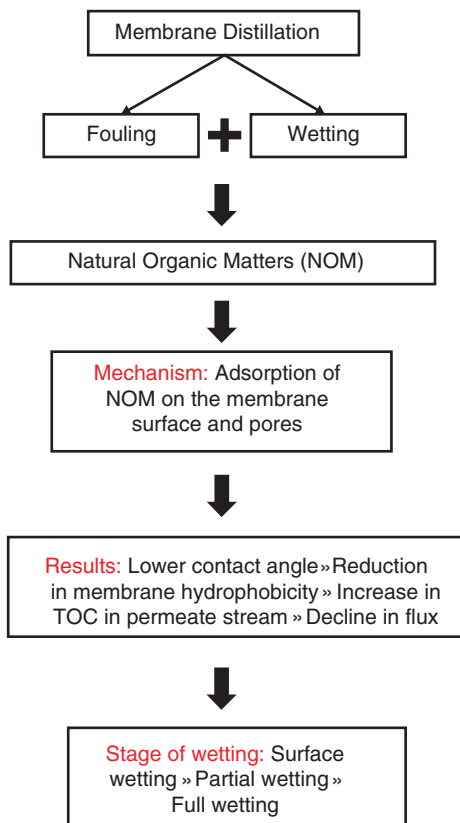 Membrane Distillation
Fouling
Wetting
Natural Organic Matters (NOM)
Mechanism: Adsorption of
NOM on the membrane
surface and pores
Results: Lower contact angle»Reduction
in membrane hydrophobicity» Increase in
TOC in permeate stream» Decline in flux
Stage of wetting: Surface
wetting» Partial wetting»
Full wetting